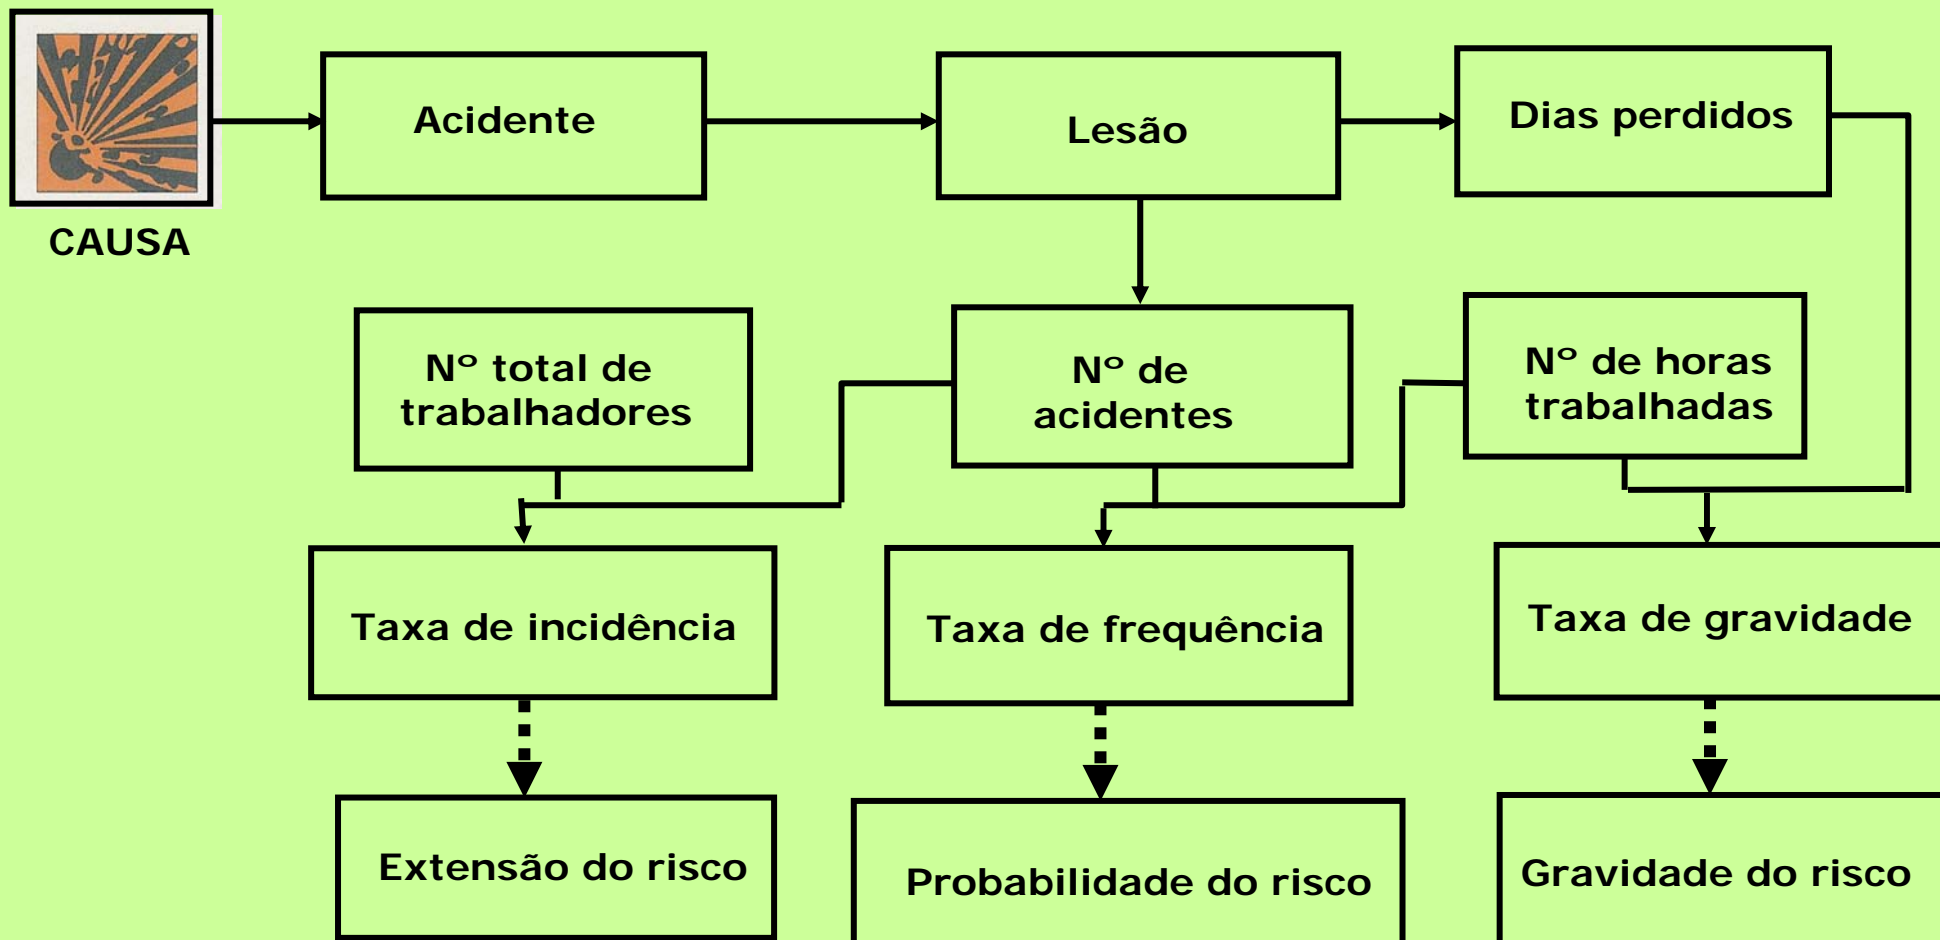 Acidente
Lesão
Dias perdidos
CAUSA
Nº total de
trabalhadores
Nº de
acidentes
Nº de horas
trabalhadas
Taxa de incidência
Taxa de frequência
Taxa de gravidade
Extensão do risco
Probabilidade do risco
Gravidade do risco